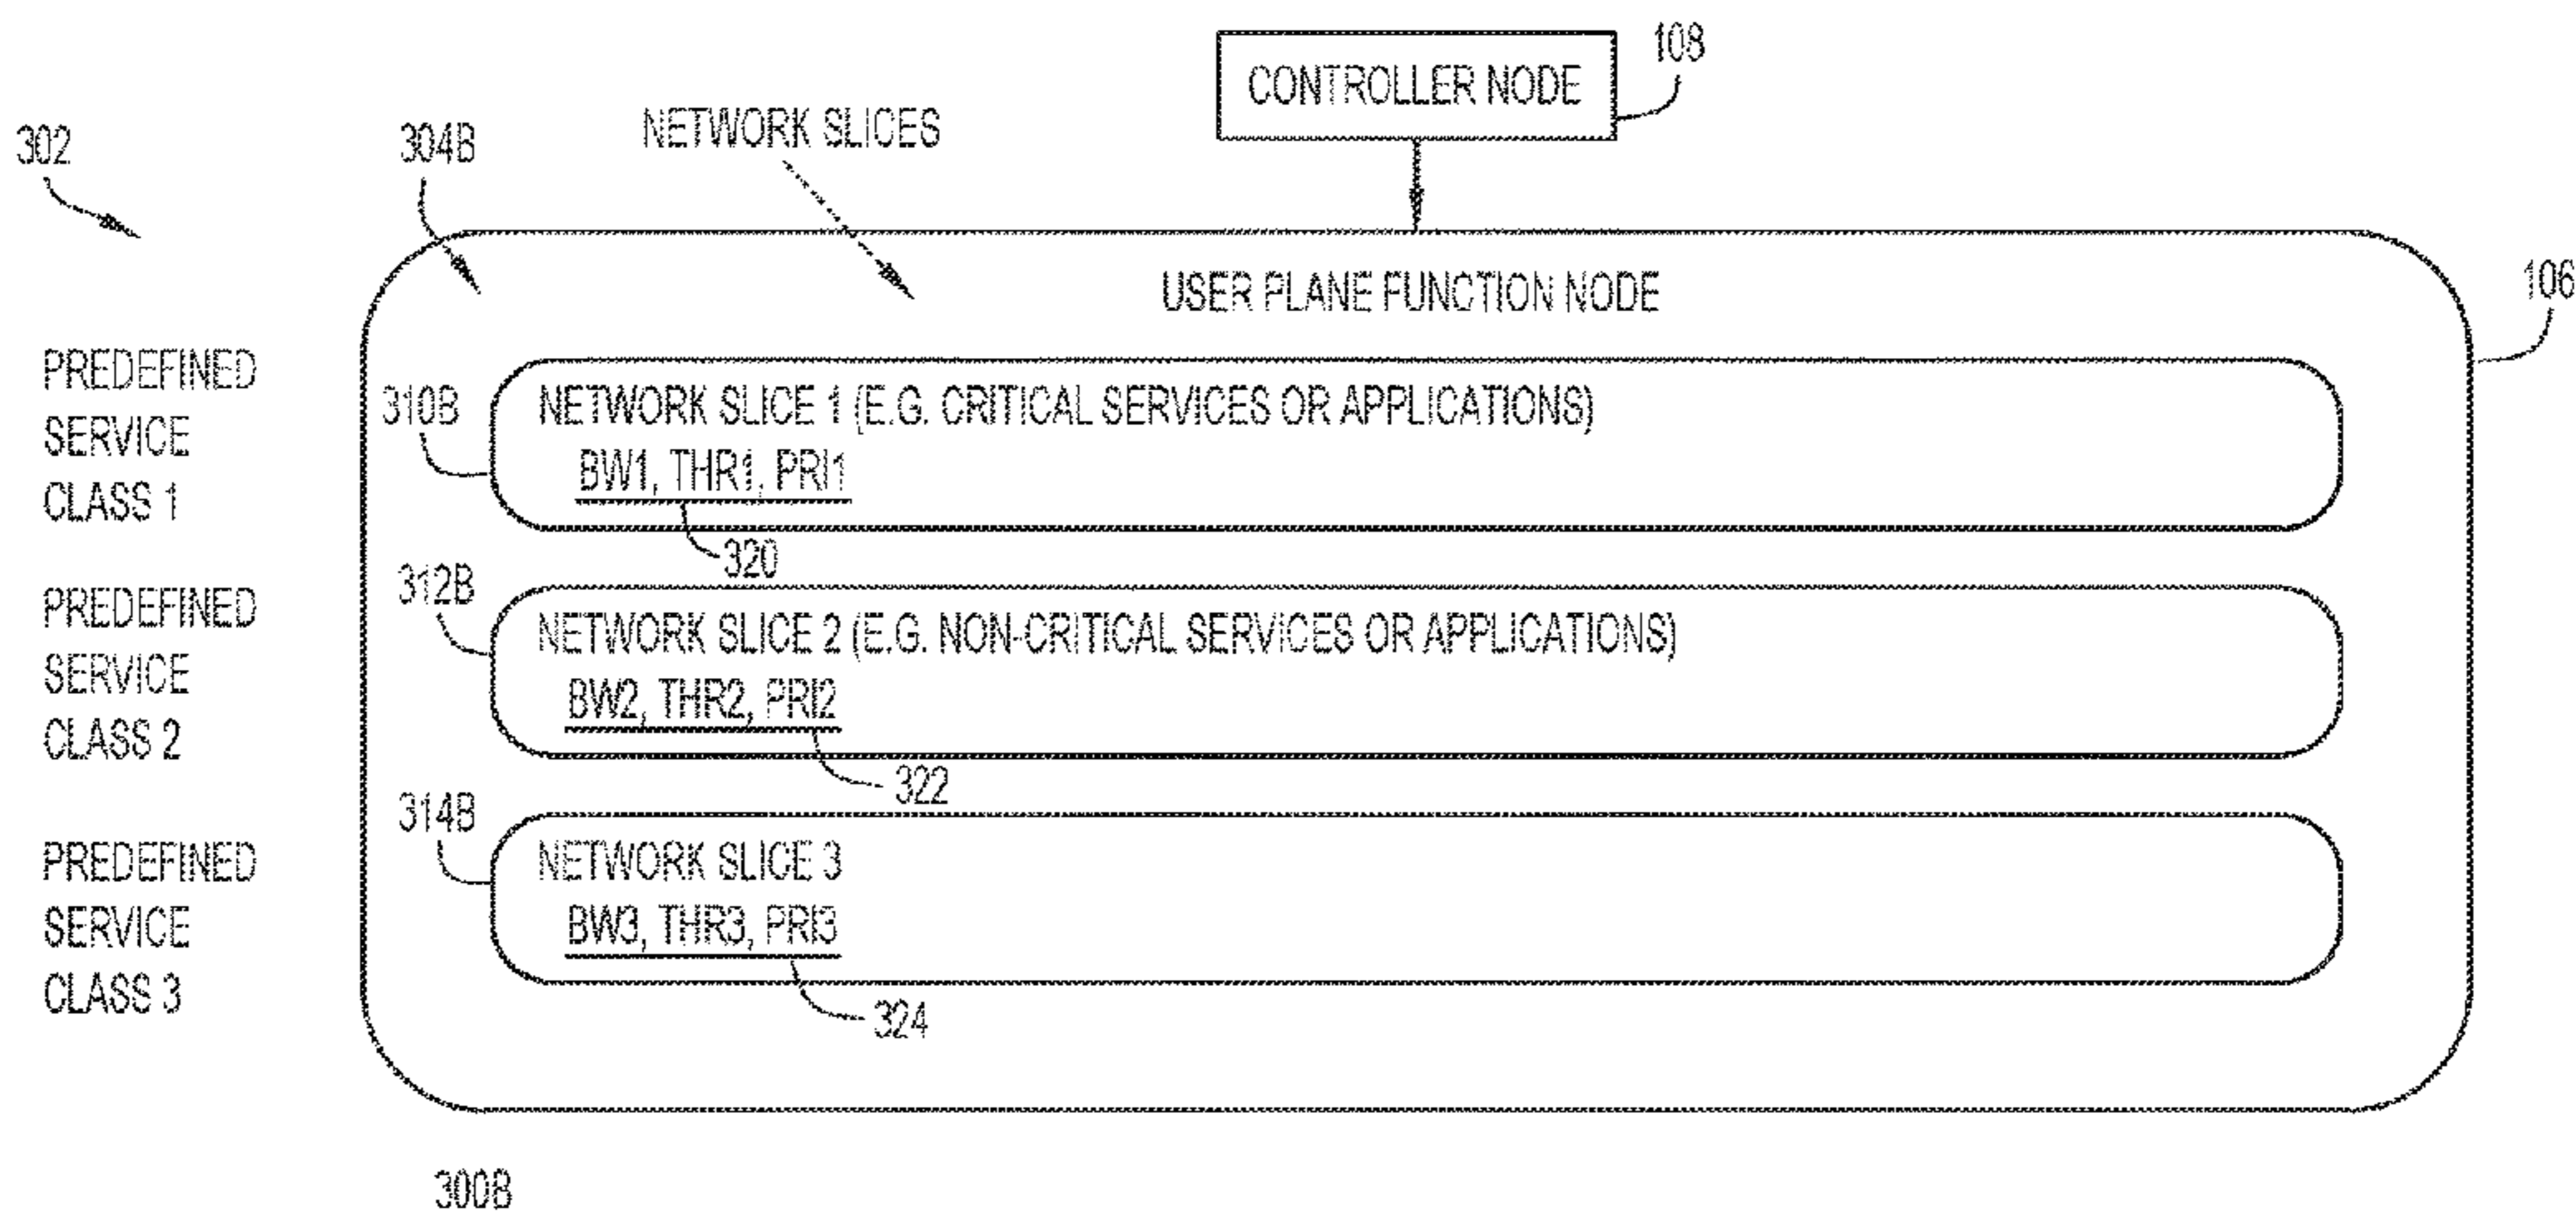 108
CONTROLLER NODE
302
304B
NETWORK SLICES
106
USER PLANE FUNCTION NODE
PREDEFINED
SERVICE
CLASS 1
310B
NETWORK SLICE 1 (E.G. CRITICAL SERVICES OR APPLICATIONS)
BW1, THR1, PRI1
320
PREDEFINED
SERVICE
CLASS 2
312B
NETWORK SLICE 2 (E.G. NON-CRITICAL SERVICES OR APPLICATIONS)
BW2, THR2, PRI2
322
PREDEFINED
SERVICE
CLASS 3
314B
NETWORK SLICE 3
BW3, THR3, PRI3
324
300B